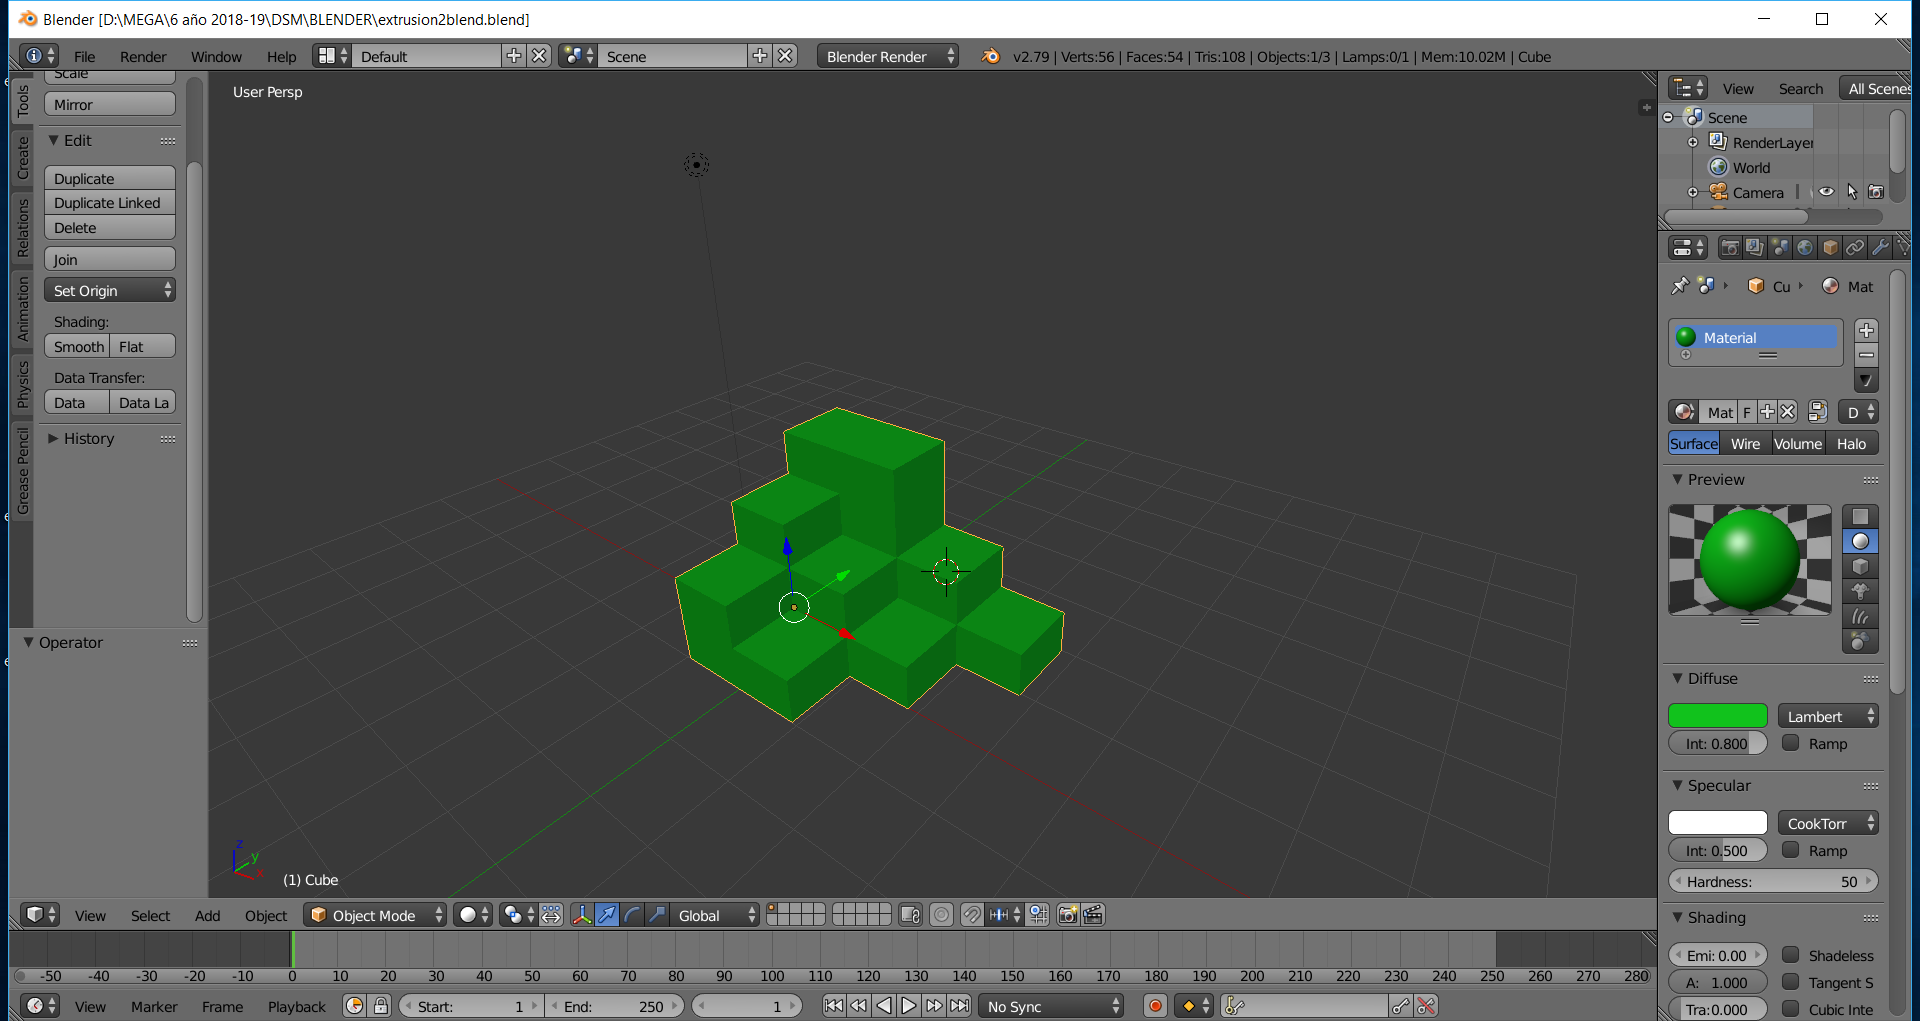 Blender [D:\MEGA\6 año 2018-19\DSM\BLENDER\extrusion2blend.blend]
File Render Window Help Default Scene Blender Render v2.79 | Verts:56 | Faces:54 | Tris:108 | Objects:1/3 | Lamps:0/1 | Mem:10.02M | Cube
Tools
Create
Relations
Animation
Physics
Grease Pencil
Scale
Mirror
Edit
Duplicate
Duplicate Linked
Delete
Join
Set Origin
Shading:
Smooth Flat
Data Transfer:
Data Data La
History
Operator
User Persp
z
y
x
(1) Cube
View Search All Scenes
Scene
RenderLayer
World
Camera
Cu Mat
Material
Mat F D
Surface Wire Volume Halo
Preview
Diffuse
Lambert
Int: 0.800 Ramp
Specular
CookTorr
Int: 0.500 Ramp
Hardness: 50
Shading
Emi: 0.00 Shadeless
A: 1.000 Tangent S
Tra:0.000 Cubic Inte
View Select Add Object Object Mode Global
-50 -40 -30 -20 -10 0 10 20 30 40 50 60 70 80 90 100 110 120 130 140 150 160 170 180 190 200 210 220 230 240 250 260 270 280
View Marker Frame Playback Start: 1 End: 250 1 No Sync